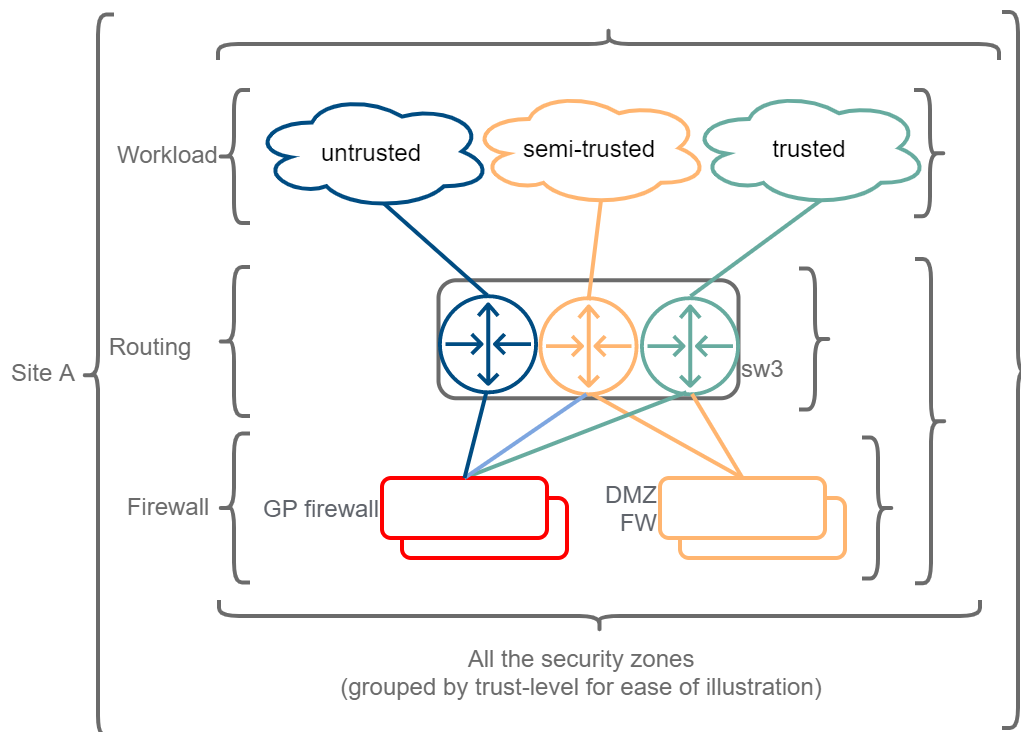 Workload
untrusted
semi-trusted
trusted
Routing
Site A
sw3
Firewall
GP firewall
DMZ
FW
All the security zones
(grouped by trust-level for ease of illustration)